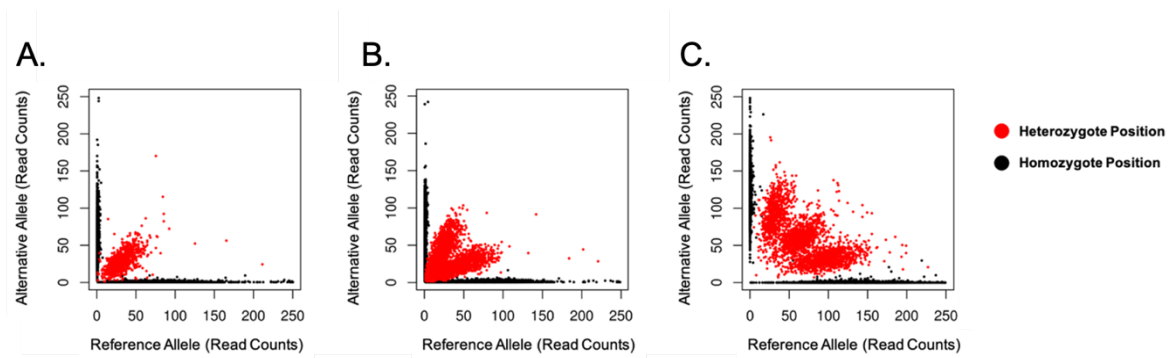 A.
B.
C.
Alternative Allele (Read Counts)
250
200
150
100
50
0
0 50 100 150 200 250
Reference Allele (Read Counts)
Alternative Allele (Read Counts)
250
200
150
100
50
0
0 50 100 150 200 250
Reference Allele (Read Counts)
Alternative Allele (Read Counts)
250
200
150
100
50
0
0 50 100 150 200 250
Reference Allele (Read Counts)
Heterozygote Position
Homozygote Position